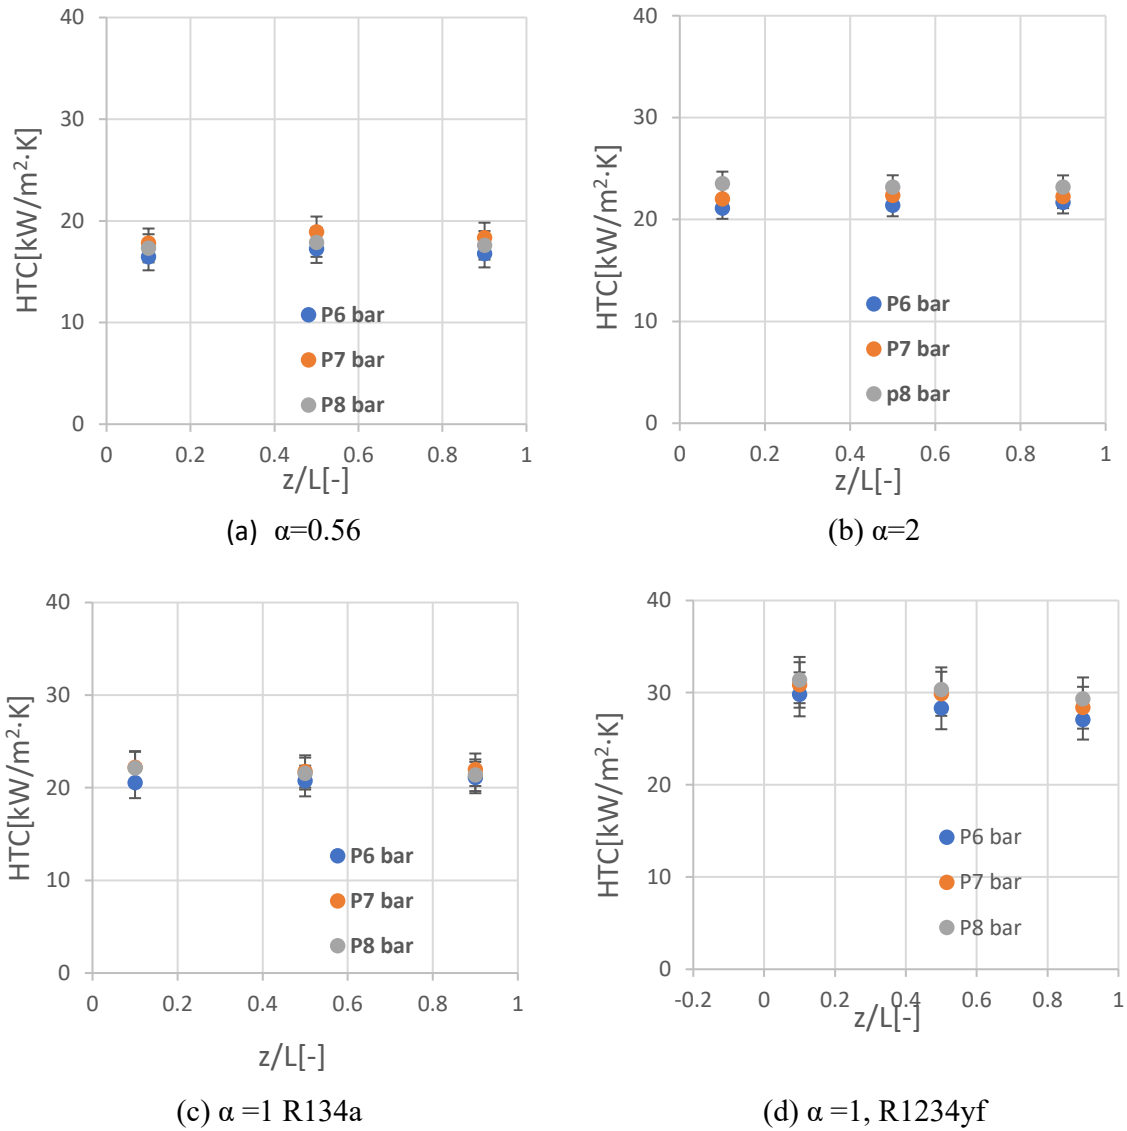 40
30
20
10
0
HTC[kW/m²·K]
P6 bar
P7 bar
P8 bar
0 0.2 0.4 0.6 0.8 1
z/L[-]
(a) α=0.56
40
30
20
10
0
HTC[kW/m²·K]
P6 bar
P7 bar
p8 bar
0 0.2 0.4 0.6 0.8 1
z/L[-]
(b) α=2
40
30
20
10
0
HTC[kW/m²·K]
P6 bar
P7 bar
P8 bar
0 0.2 0.4 0.6 0.8 1
z/L[-]
(c) α =1 R134a
40
30
20
10
0
HTC[kW/m²·K]
P6 bar
P7 bar
P8 bar
-0.2 0 0.2 0.4 0.6 0.8 1
z/L[-]
(d) α =1, R1234yf